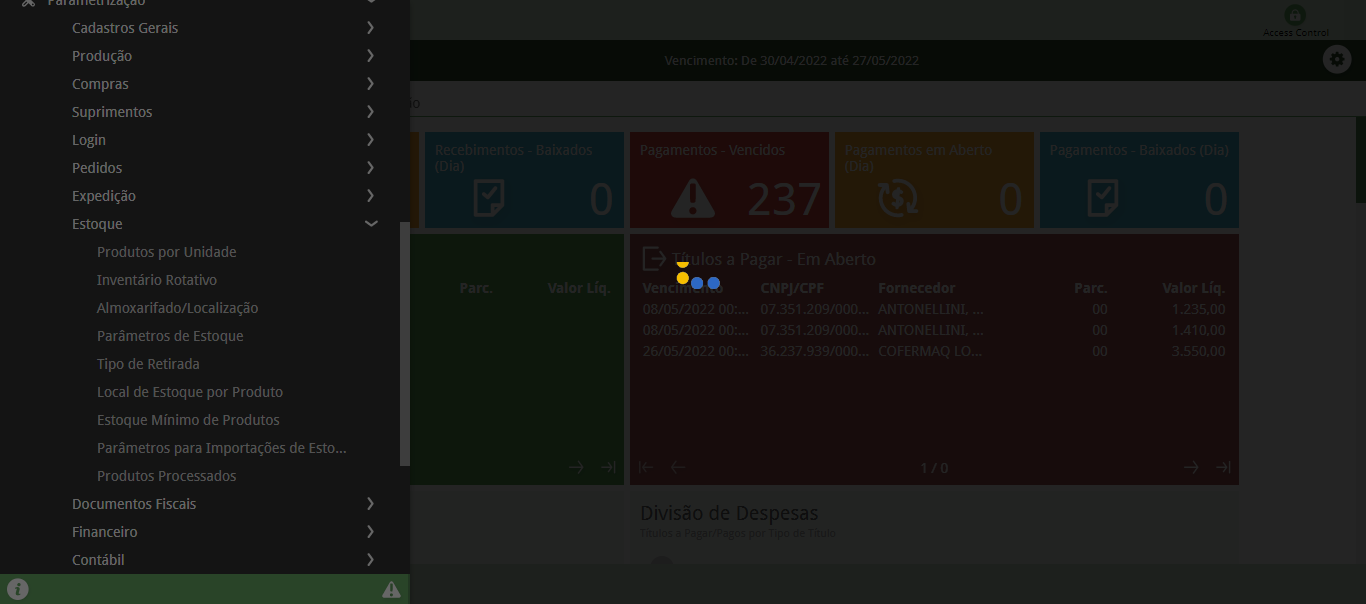 Parametrização
Cadastros Gerais
Produção
Compras
Suprimentos
Login
Pedidos
Expedição
Estoque
Produtos por Unidade
Inventário Rotativo
Almoxarifado/Localização
Parâmetros de Estoque
Tipo de Retirada
Local de Estoque por Produto
Estoque Mínimo de Produtos
Parâmetros para Importações de Esto...
Produtos Processados
Documentos Fiscais
Financeiro
Contábil
Access Control
Vencimento: De 30/04/2022 até 27/05/2022
Recebimentos - Baixados
(Dia)
0
Pagamentos - Vencidos
237
Pagamentos em Aberto
(Dia)
0
Pagamentos - Baixados (Dia)
0
Parc. Valor Líq.
Títulos a Pagar - Em Aberto
Vencimento CNPJ/CPF Fornecedor Parc. Valor Líq.
08/05/2022 00:... 07.351.209/000... ANTONELLINI, ... 00 1.235,00
08/05/2022 00:... 07.351.209/000... ANTONELLINI, ... 00 1.410,00
26/05/2022 00:... 36.237.939/000... COFERMAQ LO... 00 3.550,00
1 / 0
Divisão de Despesas
Títulos a Pagar/Pagos por Tipo de Título